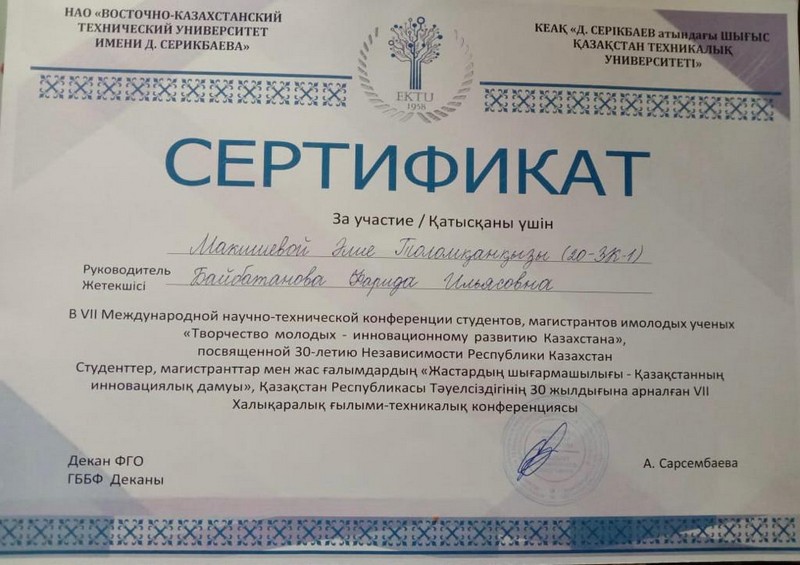 НАО «ВОСТОЧНО-КАЗАХСТАНСКИЙ
ТЕХНИЧЕСКИЙ УНИВЕРСИТЕТ
ИМЕНИ Д. СЕРИКБАЕВА»
КЕАҚ «Д. СЕРІКБАЕВ атындағы ШЫҒЫС
ҚАЗАҚСТАН ТЕХНИКАЛЫҚ
УНИВЕРСИТЕТІ»
EKTU
1958
СЕРТИФИКАТ
За участие / Қатысқаны үшін
Макишевой Әлие Толомқанқызы (20-ЗК-1)
Руководитель
Жетекшісі
Байбатанова Фарида Ильясовна
В VII Международной научно-технической конференции студентов, магистрантов имолодых ученых
«Творчество молодых - инновационному развитию Казахстана»,
посвященной 30-летию Независимости Республики Казахстан
Студенттер, магистранттар мен жас ғалымдардың «Жастардың шығармашылығы - Қазақстанның
инновациялық дамуы», Қазақстан Республикасы Тәуелсіздігінің 30 жылдығына арналған VII
Халықаралық ғылыми-техникалық конференциясы
Декан ФГО
ГББФ Деканы
А. Сарсембаева